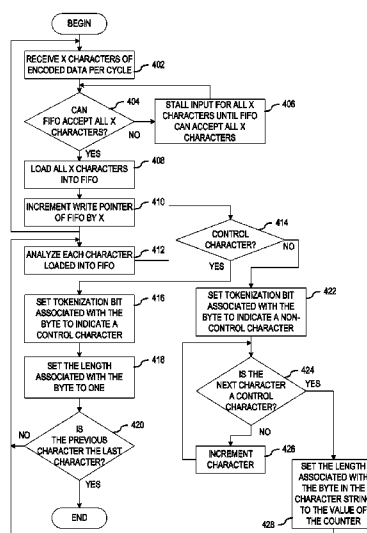 BEGIN
RECEIVE X CHARACTERS OF
ENCODED DATA PER CYCLE
402
CAN
FIFO ACCEPT ALL X
CHARACTERS?
404
NO
YES
STALL INPUT FOR ALL X
CHARACTERS UNTIL FIFO
CAN ACCEPT ALL X
CHARACTERS
406
LOAD ALL X CHARACTERS
INTO FIFO
408
INCREMENT WRITE POINTER
OF FIFO BY X
410
ANALYZE EACH CHARACTER
LOADED INTO FIFO
412
CONTROL
CHARACTER?
414
NO
YES
SET TOKENIZATION BIT
ASSOCIATED WITH THE
BYTE TO INDICATE A
CONTROL CHARACTER
416
SET THE LENGTH
ASSOCIATED WITH THE
BYTE TO ONE
418
IS
THE PREVIOUS
CHARACTER THE LAST
CHARACTER?
420
NO
YES
END
SET TOKENIZATION BIT
ASSOCIATED WITH THE
BYTE TO INDICATE A NON-
CONTROL CHARACTER
422
IS THE
NEXT CHARACTER
A CONTROL
CHARACTER?
424
YES
NO
INCREMENT
CHARACTER
426
SET THE LENGTH
ASSOCIATED WITH
THE BYTE IN THE
CHARACTER STRING
TO THE VALUE OF
THE COUNTER
428